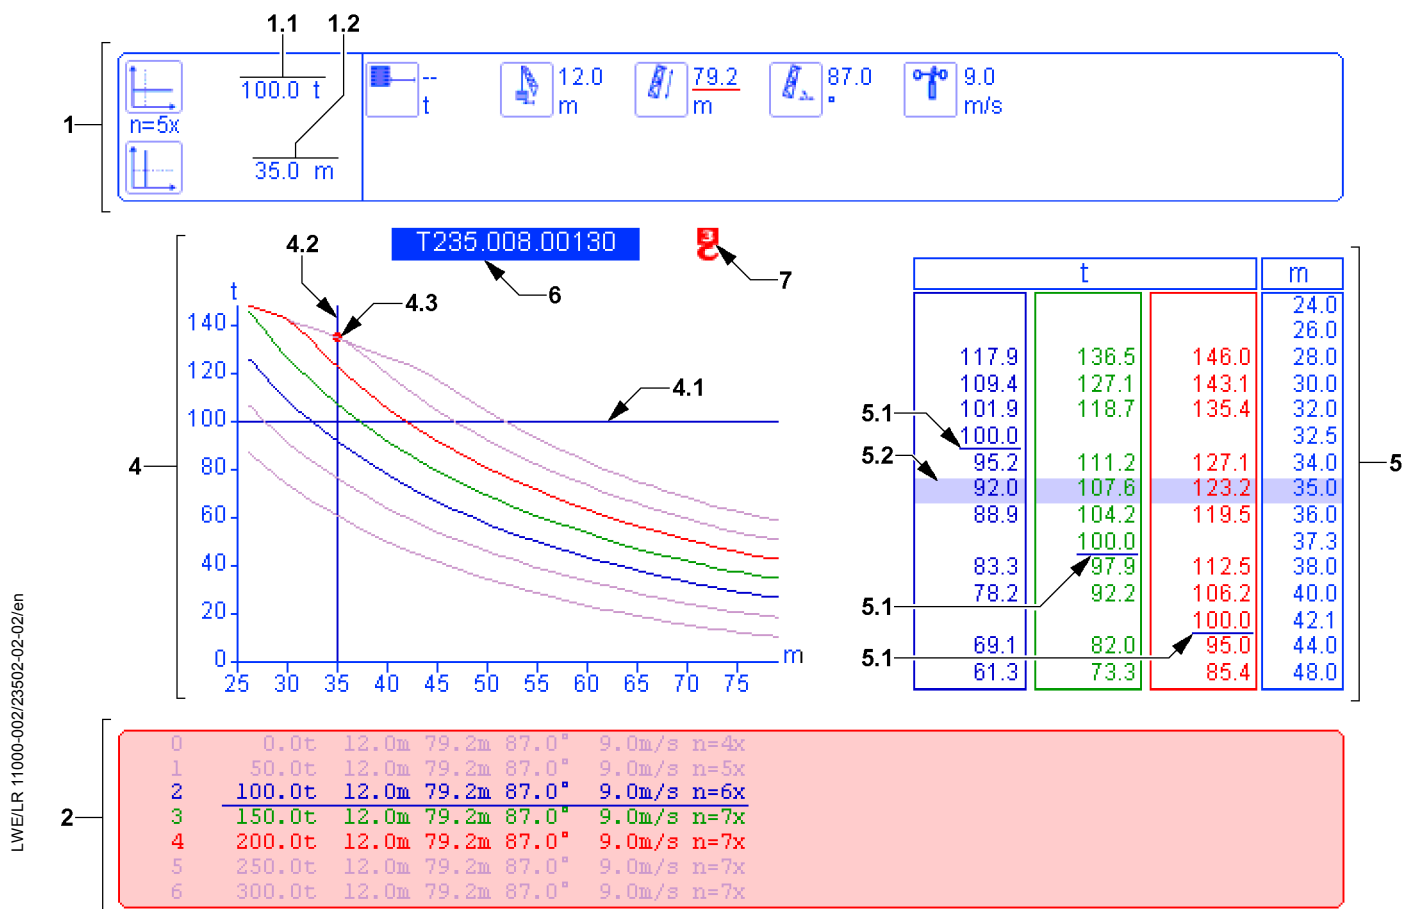 1.1 1.2
1
100.0 t
n=5x
35.0 m
--
t
12.0
m
79.2
m
87.0
°
9.0
m/s
4.2
T235.008.00130
3
7
6
4.3
4.1
4
t
140
120
100
80
60
40
20
0
25 30 35 40 45 50 55 60 65 70 75
m
t m
24.0
26.0
117.9 136.5 146.0 28.0
109.4 127.1 143.1 30.0
101.9 118.7 135.4 32.0
5.1 100.0 32.5
5.2 95.2 111.2 127.1 34.0
92.0 107.6 123.2 35.0
88.9 104.2 119.5 36.0
100.0 37.3
83.3 97.9 112.5 38.0
78.2 92.2 106.2 40.0
5.1 100.0 42.1
5.1 69.1 82.0 95.0 44.0
61.3 73.3 85.4 48.0
5
2
0 0.0t 12.0m 79.2m 87.0° 9.0m/s n=4x
1 50.0t 12.0m 79.2m 87.0° 9.0m/s n=5x
2 100.0t 12.0m 79.2m 87.0° 9.0m/s n=6x
3 150.0t 12.0m 79.2m 87.0° 9.0m/s n=7x
4 200.0t 12.0m 79.2m 87.0° 9.0m/s n=7x
5 250.0t 12.0m 79.2m 87.0° 9.0m/s n=7x
6 300.0t 12.0m 79.2m 87.0° 9.0m/s n=7x
LWE/LR 11000-002/23502-02-02/en